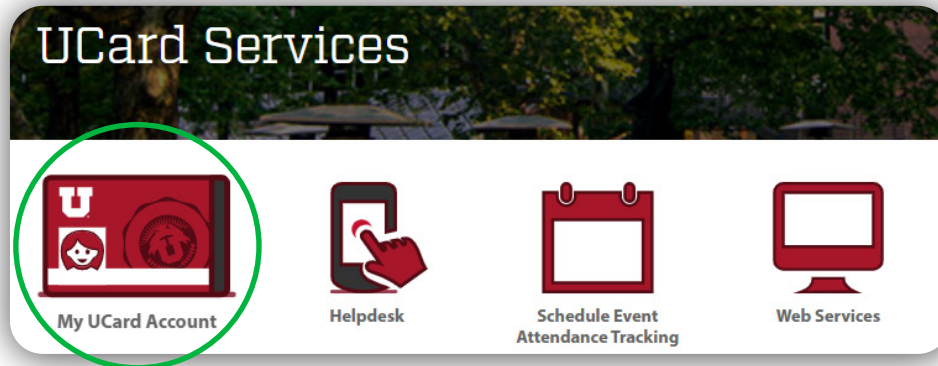 UCard Services
U
My UCard Account
Helpdesk
Schedule Event
Attendance Tracking
Web Services